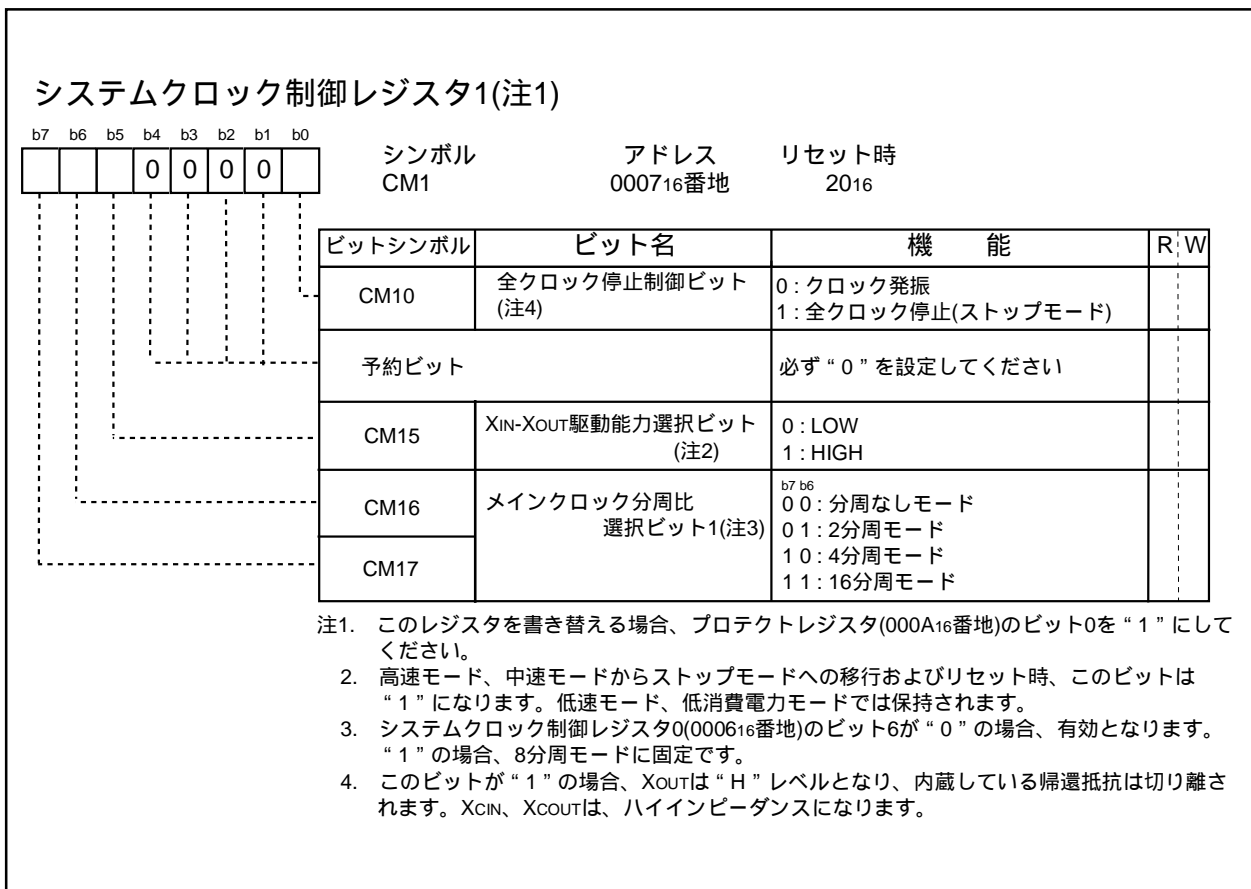 システムクロック制御レジスタ1(注1)
b7 b6 b5 b4 b3 b2 b1 b0
0 0 0 0
シンボル アドレス リセット時
CM1 000716番地 2016
ビットシンボル ビット名 機 能 R W
CM10 全クロック停止制御ビット (注4) 0 : クロック発振
1 : 全クロック停止(ストップモード)
予約ビット 必ず“0”を設定してください
CM15 XIN-XOUT駆動能力選択ビット (注2) 0 : LOW
1 : HIGH
CM16 メインクロック分周比
選択ビット1(注3)
CM17
b7 b6
0 0 : 分周なしモード
0 1 : 2分周モード
1 0 : 4分周モード
1 1 : 16分周モード
注1. このレジスタを書き替える場合、プロテクトレジスタ(000A16番地)のビット0を“1”にして
ください。
2. 高速モード、中速モードからストップモードへの移行およびリセット時、このビットは
“1”になります。低速モード、低消費電力モードでは保持されます。
3. システムクロック制御レジスタ0(000616番地)のビット6が“0”の場合、有効となります。
“1”の場合、8分周モードに固定です。
4. このビットが“1”の場合、XOUTは“H”レベルとなり、内蔵している帰還抵抗は切り離さ
れます。XCIN、XCOUTは、ハイインピーダンスになります。